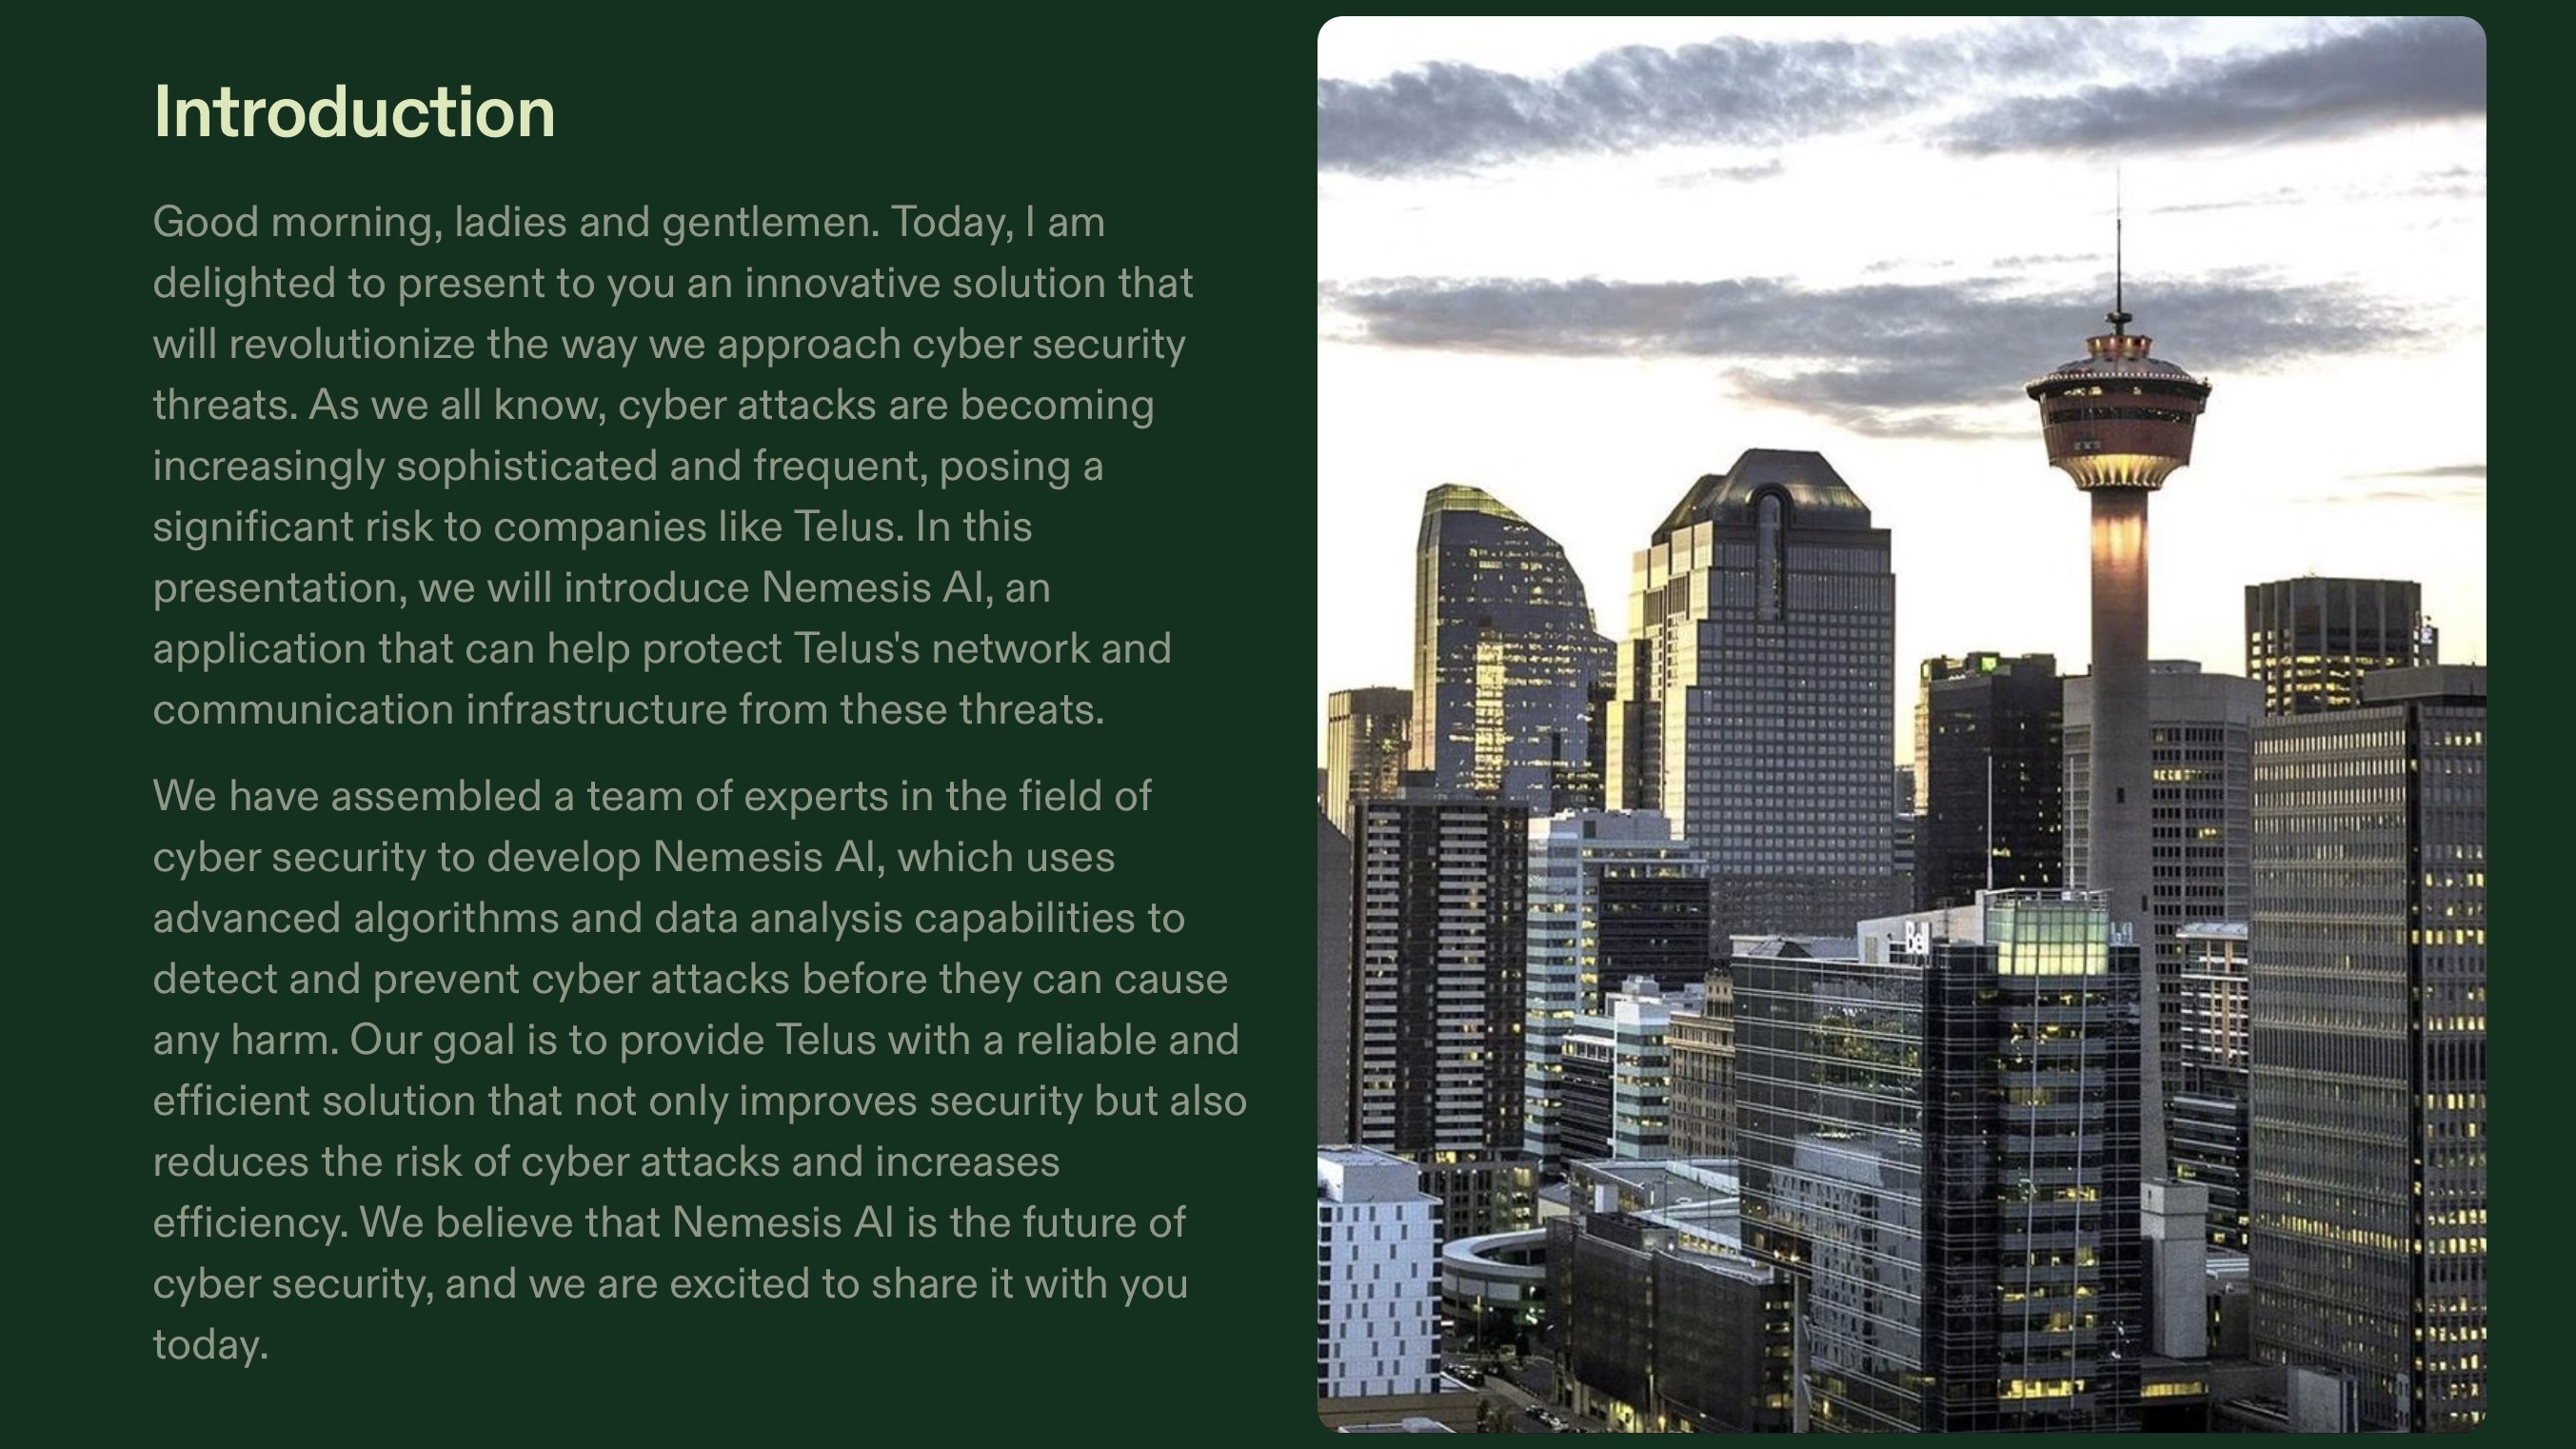 Introduction
Good morning, ladies and gentlemen. Today, I am
delighted to present to you an innovative solution that
will revolutionize the way we approach cyber security
threats. As we all know, cyber attacks are becoming
increasingly sophisticated and frequent, posing a
significant risk to companies like Telus. In this
presentation, we will introduce Nemesis AI, an
application that can help protect Telus's network and
communication infrastructure from these threats.
We have assembled a team of experts in the field of
cyber security to develop Nemesis AI, which uses
advanced algorithms and data analysis capabilities to
detect and prevent cyber attacks before they can cause
any harm. Our goal is to provide Telus with a reliable and
efficient solution that not only improves security but also
reduces the risk of cyber attacks and increases
efficiency. We believe that Nemesis AI is the future of
cyber security, and we are excited to share it with you
today.
Bell